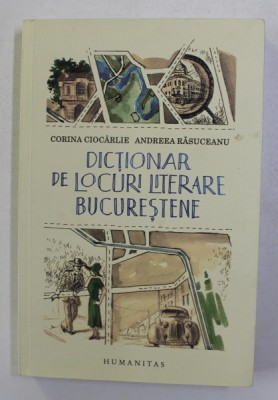 CORINA CIOCÂRLIE ANDREEA RĂSUCEANU
DICȚIONAR
DE LOCURI LITERARE
BUCUREȘTENE
HUMANITAS